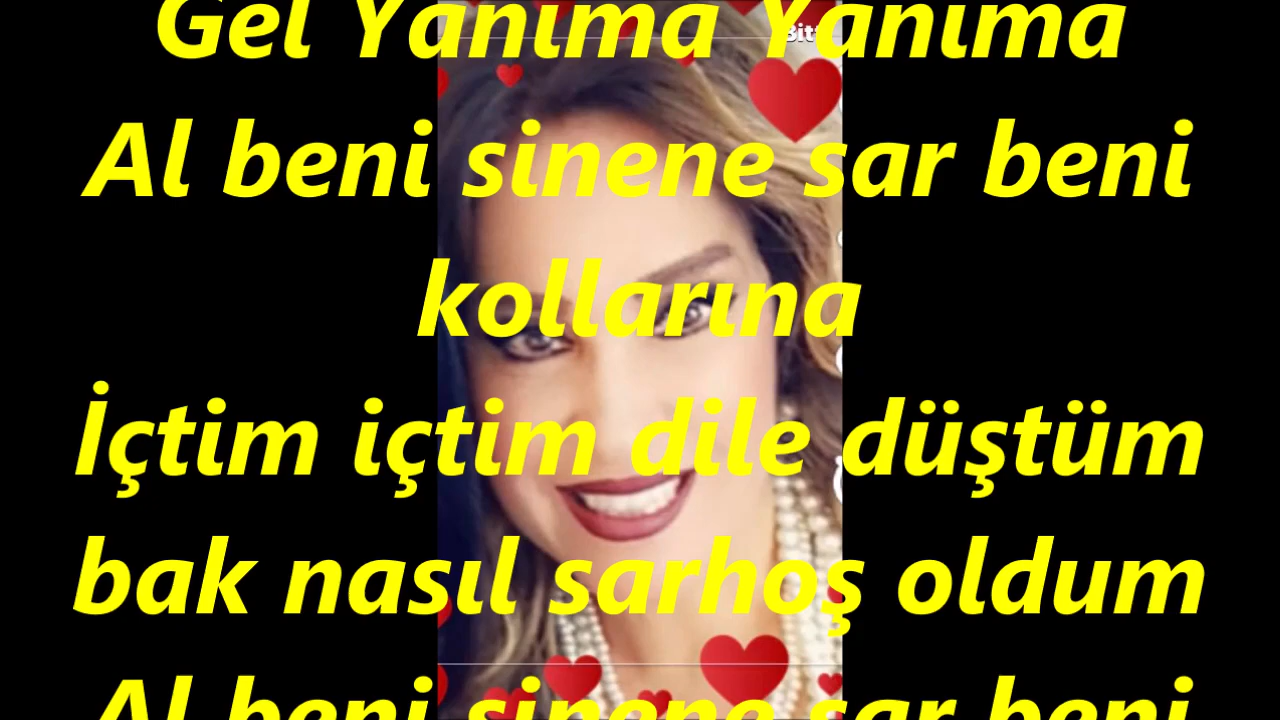 Gel Yanıma Yanıma
Al beni sinene sar beni
kollarına
İçtim içtim dile düştüm
bak nasıl sarhoş oldum
Al beni sinene sar beni